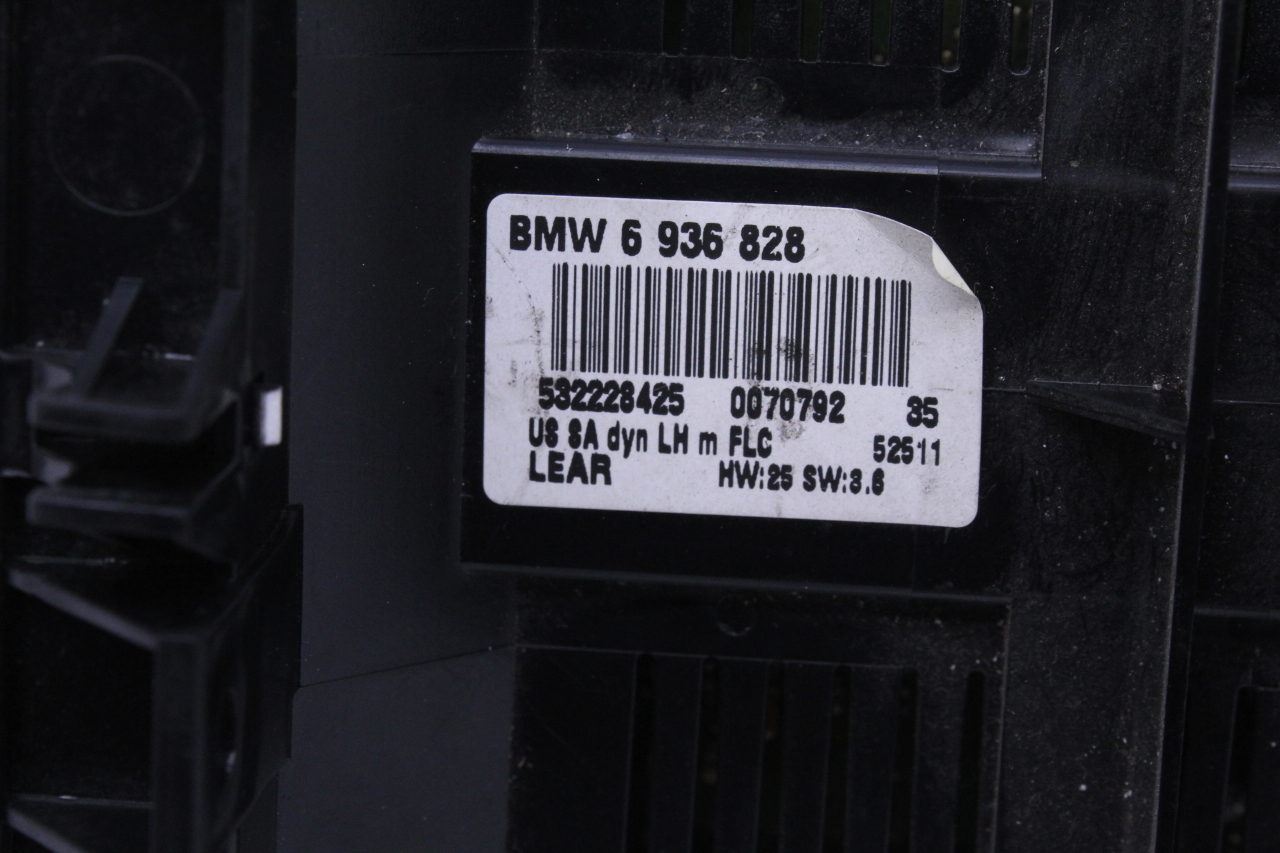 BMW 6 936 828
532228425 0070792 35
US SA dyn LH m FLC 52511
LEAR HW:25 SW:3.6